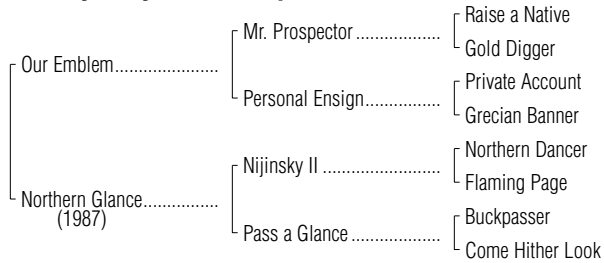 Raise a Native
Mr. Prospector ..................
Gold Digger
Our Emblem......................
Private Account
Personal Ensign................
Grecian Banner
Northern Dancer
Nijinsky II .........................
Flaming Page
Northern Glance................
(1987)
Buckpasser
Pass a Glance ...................
Come Hither Look